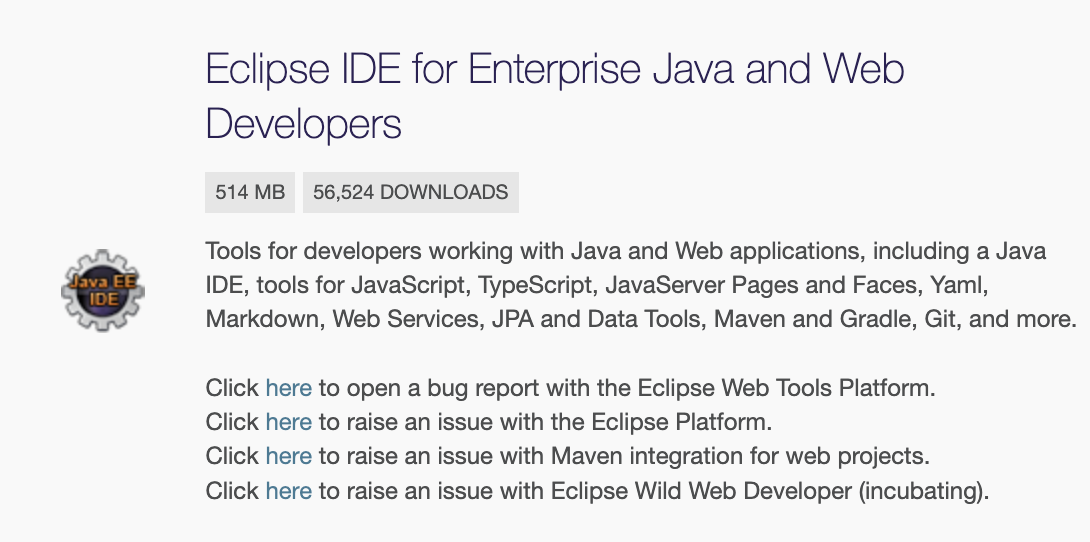 Eclipse IDE for Enterprise Java and Web
Developers
514 MB 56,524 DOWNLOADS
Java EE
IDE
Tools for developers working with Java and Web applications, including a Java
IDE, tools for JavaScript, TypeScript, JavaServer Pages and Faces, Yaml,
Markdown, Web Services, JPA and Data Tools, Maven and Gradle, Git, and more.
Click here to open a bug report with the Eclipse Web Tools Platform.
Click here to raise an issue with the Eclipse Platform.
Click here to raise an issue with Maven integration for web projects.
Click here to raise an issue with Eclipse Wild Web Developer (incubating).